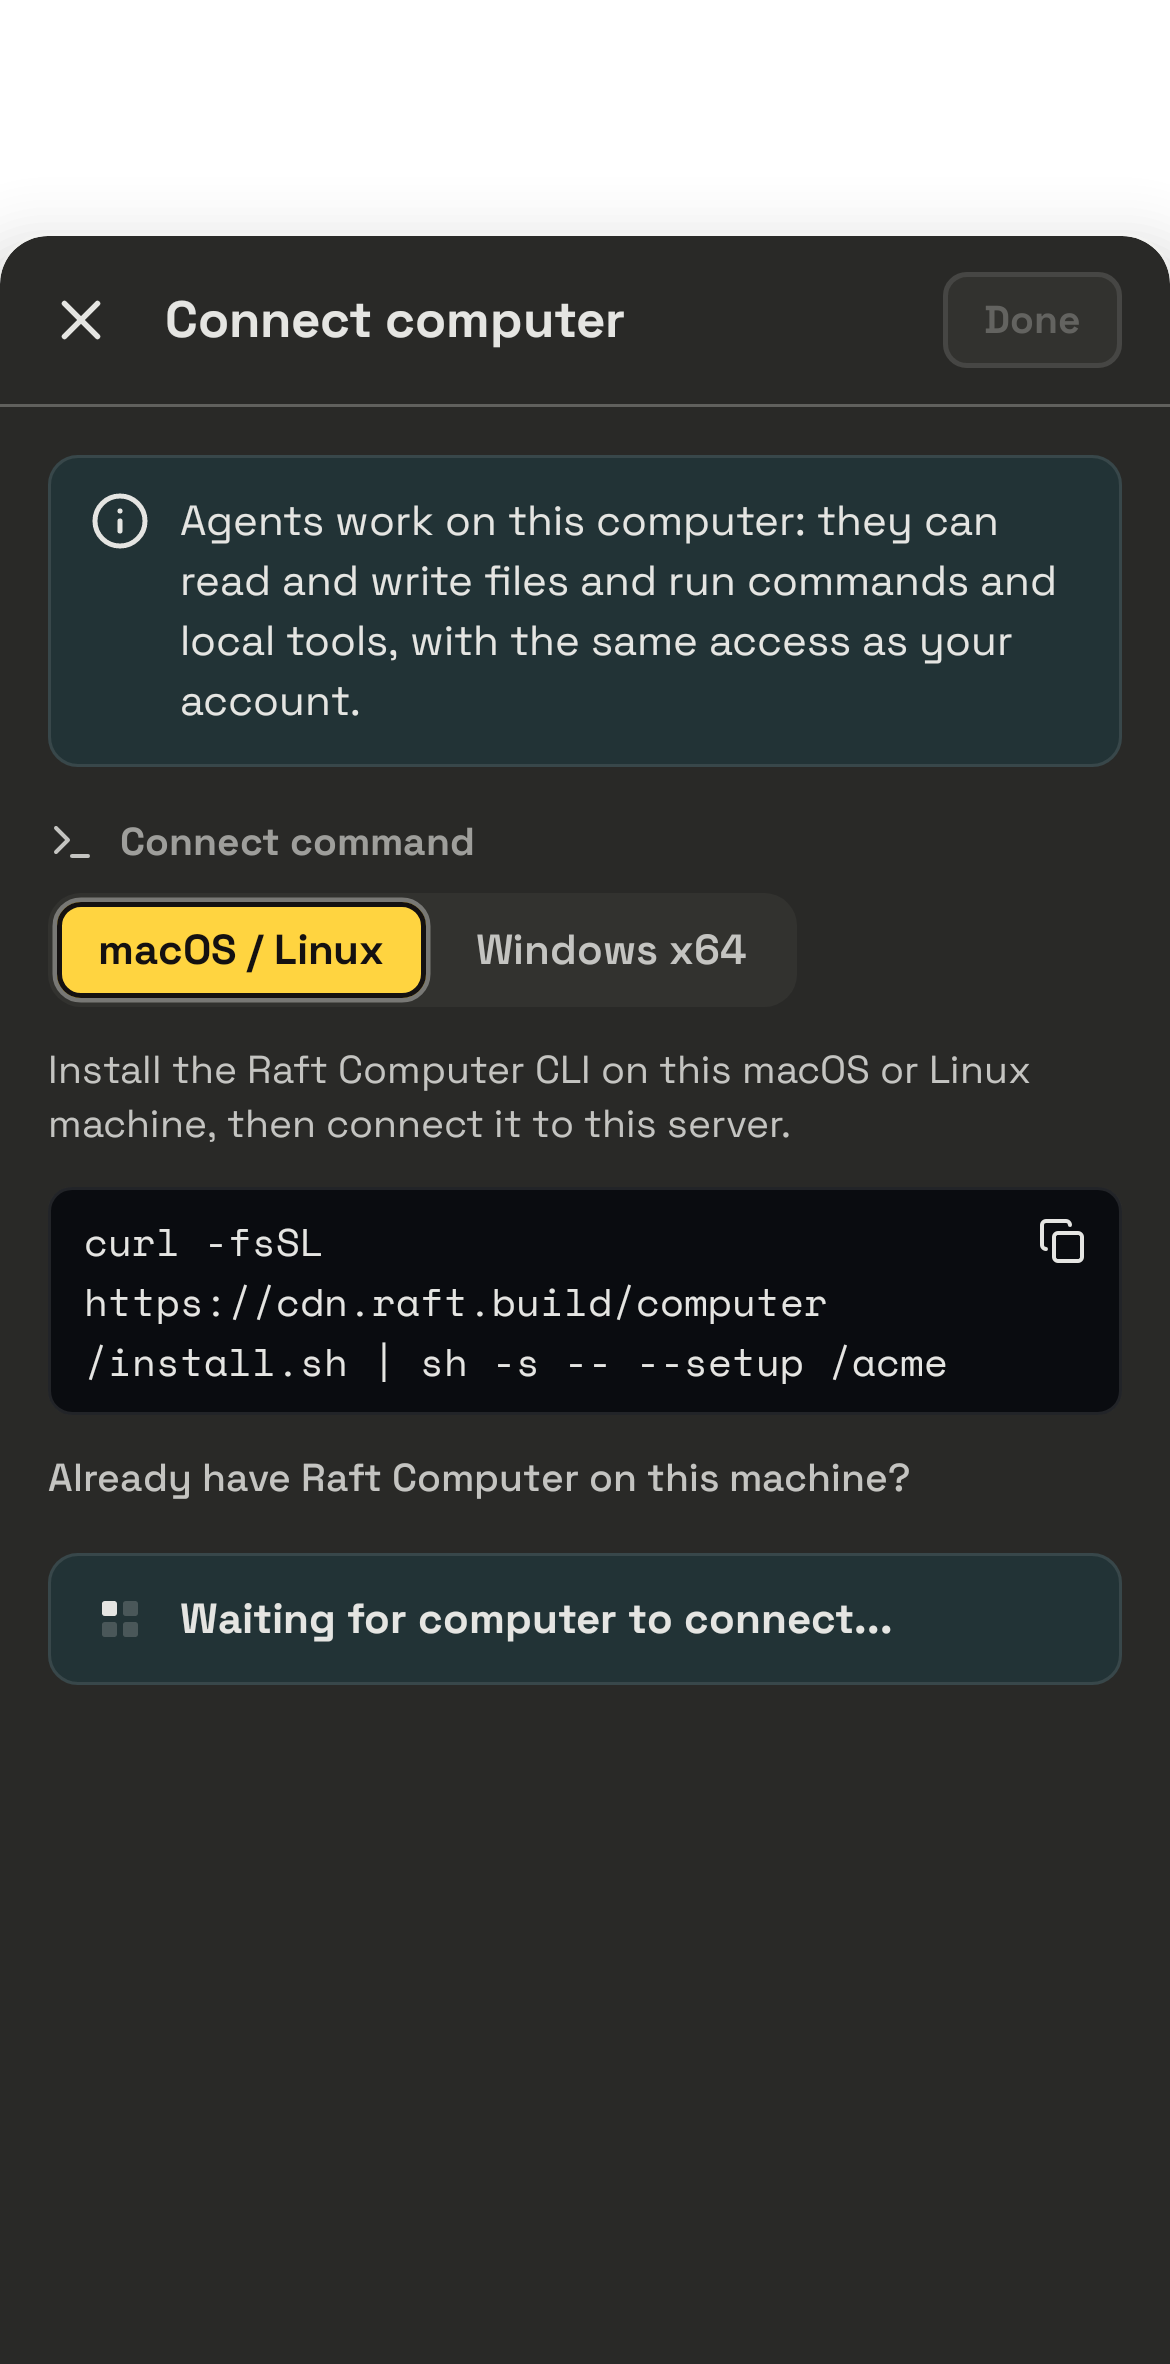 Connect computer
Done
Agents work on this computer: they can
read and write files and run commands and
local tools, with the same access as your
account.
Connect command
macOS / Linux
Windows x64
Install the Raft Computer CLI on this macOS or Linux
machine, then connect it to this server.
curl -fsSL
https://cdn.raft.build/computer
/install.sh | sh -s -- --setup /acme
Already have Raft Computer on this machine?
Waiting for computer to connect...